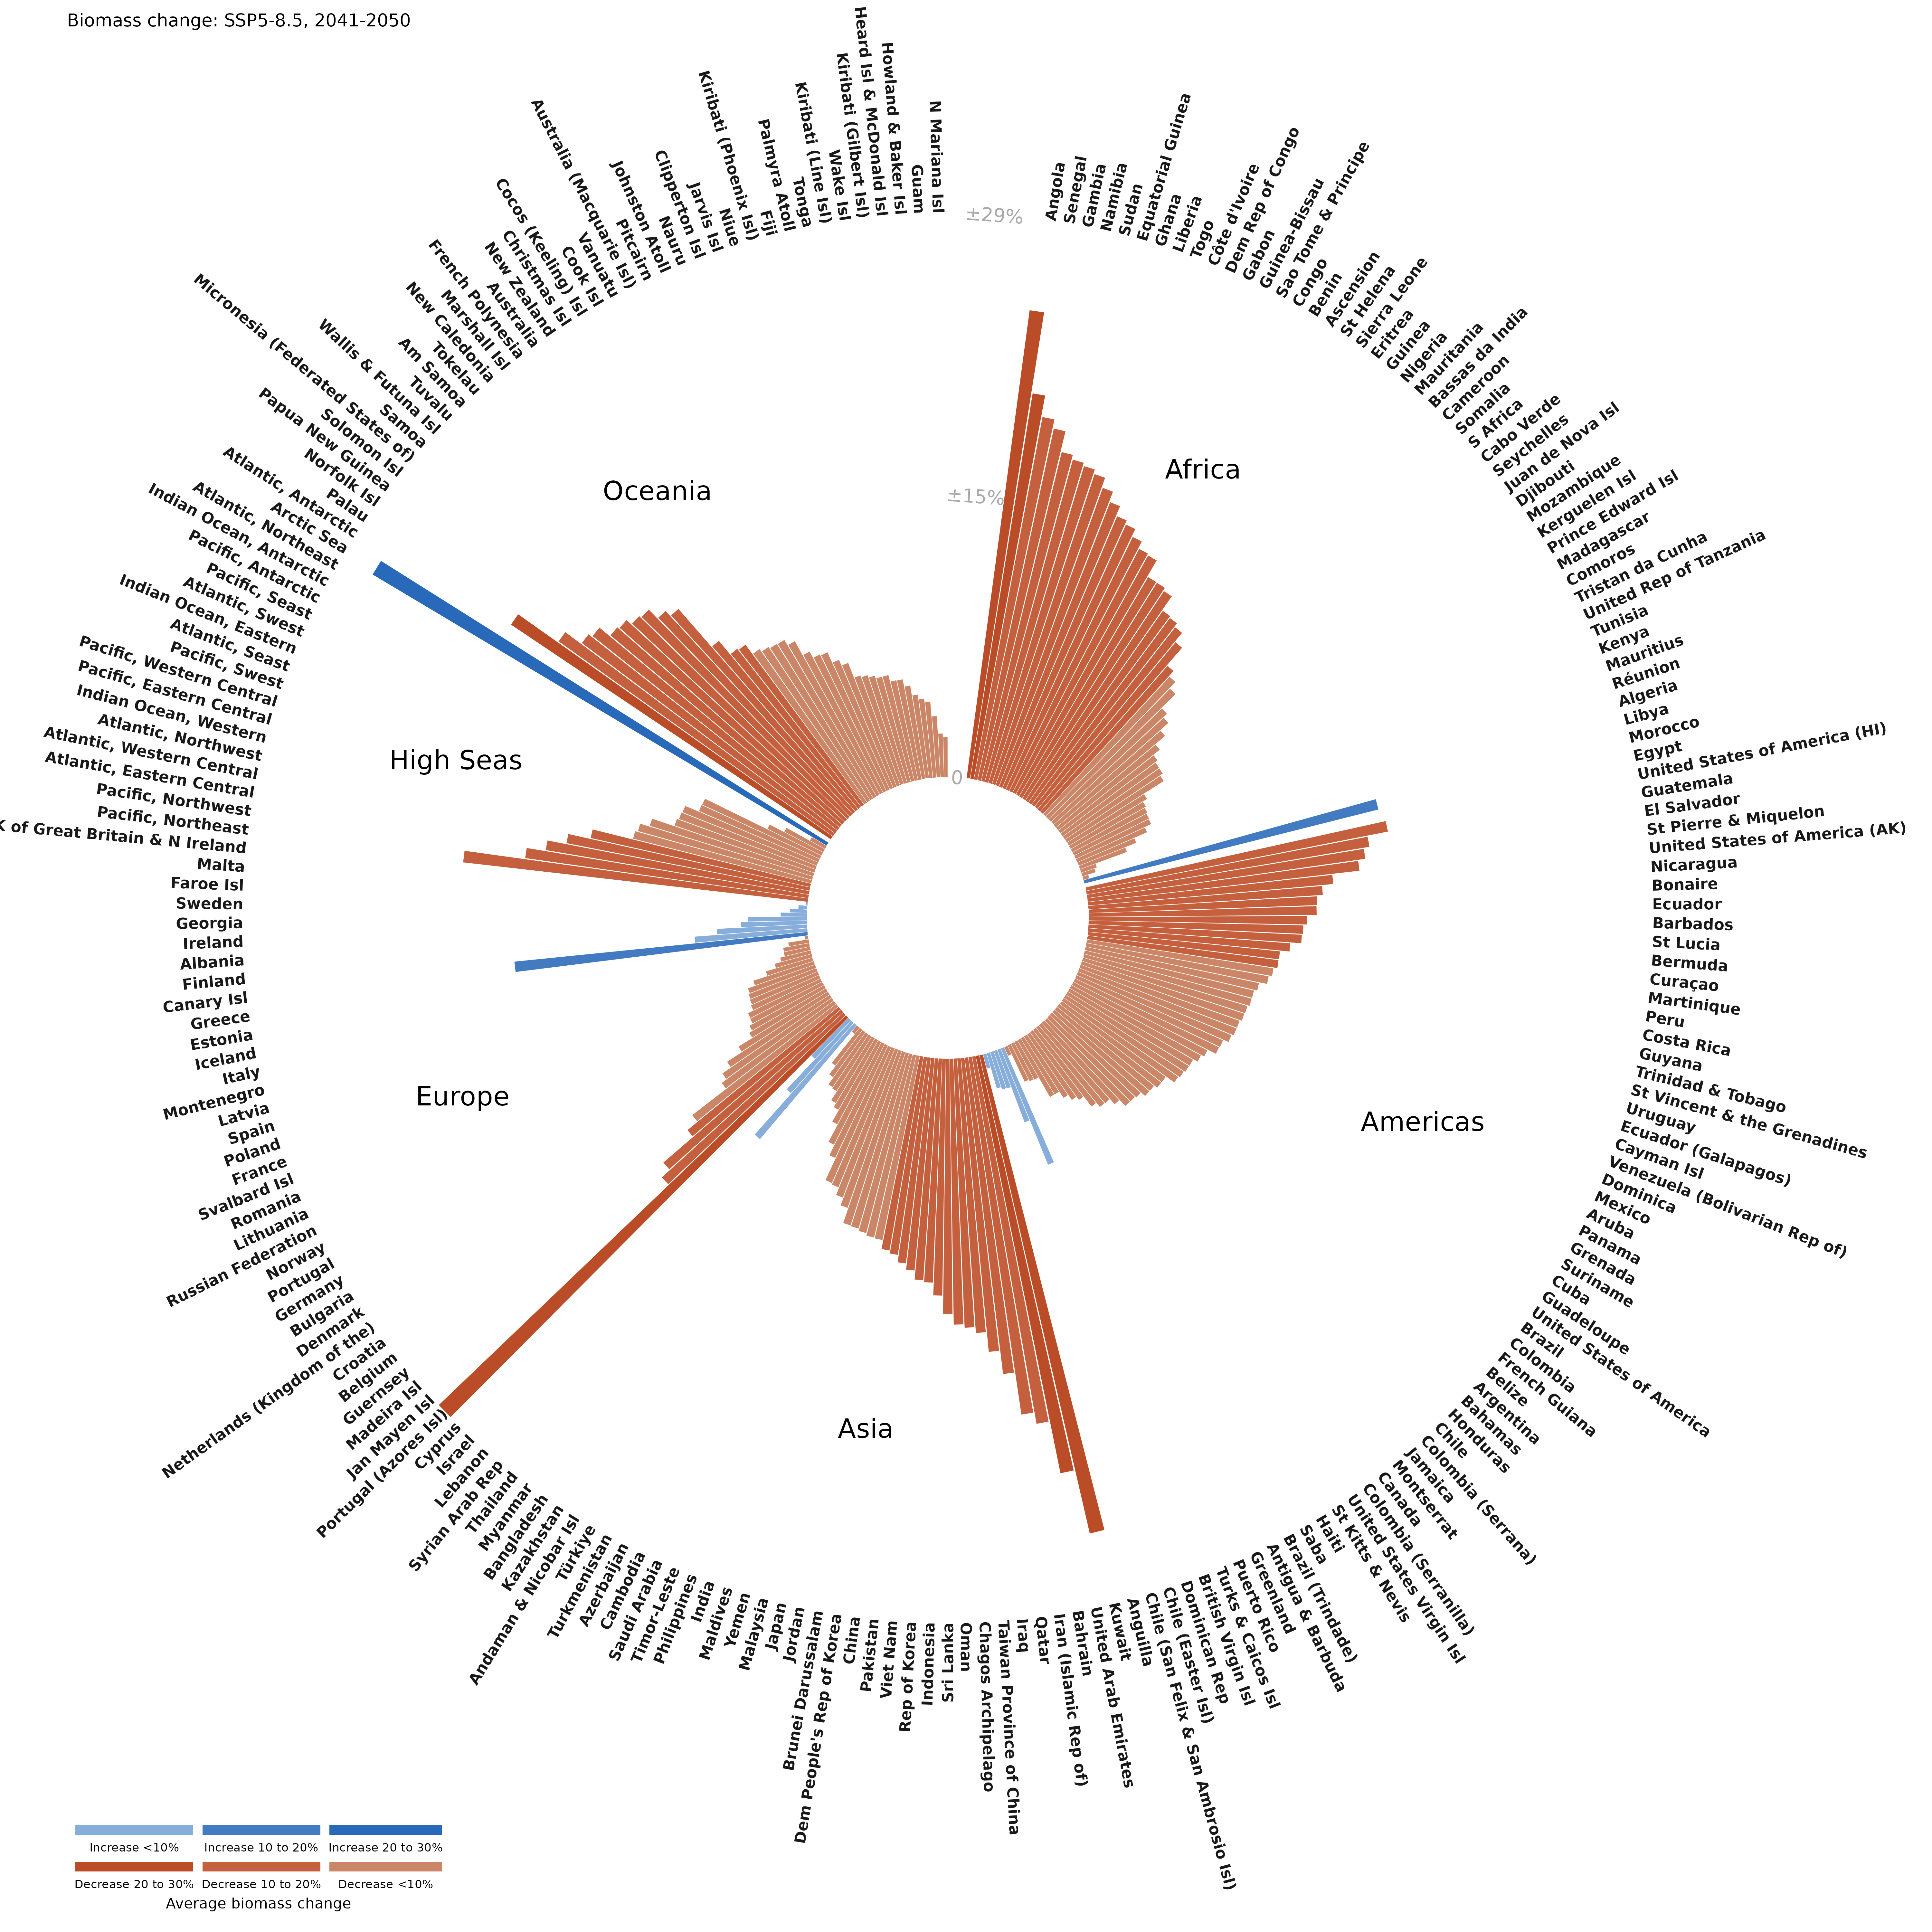 Biomass change: SSP5-8.5, 2041-2050
±29%
±15%
0
Africa
Angola
Senegal
Gambia
Namibia
Sudan
Equatorial Guinea
Ghana
Liberia
Togo
Côte d'Ivoire
Dem Rep of Congo
Gabon
Guinea-Bissau
Sao Tome & Principe
Congo
Benin
Ascension
St Helena
Sierra Leone
Eritrea
Guinea
Nigeria
Mauritania
Bassas da India
Cameroon
Somalia
S Africa
Cabo Verde
Seychelles
Juan de Nova Isl
Djibouti
Mozambique
Kerguelen Isl
Prince Edward Isl
Madagascar
Comoros
Tristan da Cunha
United Rep of Tanzania
Tunisia
Kenya
Mauritius
Réunion
Algeria
Libya
Morocco
Egypt
Americas
United States of America (HI)
Guatemala
El Salvador
St Pierre & Miquelon
United States of America (AK)
Nicaragua
Bonaire
Ecuador
Barbados
St Lucia
Bermuda
Curaçao
Martinique
Peru
Costa Rica
Guyana
Trinidad & Tobago
St Vincent & the Grenadines
Uruguay
Ecuador (Galapagos)
Cayman Isl
Venezuela (Bolivarian Rep of)
Dominica
Mexico
Aruba
Panama
Grenada
Suriname
Cuba
Guadeloupe
United States of America
Brazil
Colombia
French Guiana
Belize
Argentina
Bahamas
Honduras
Chile
Colombia (Serrana)
Jamaica
Montserrat
Canada
Colombia (Serranilla)
United States Virgin Isl
St Kitts & Nevis
Haiti
Saba
Brazil (Trindade)
Antigua & Barbuda
Greenland
Puerto Rico
Turks & Caicos Isl
British Virgin Isl
Dominican Rep
Chile (Easter Isl)
Chile (San Felix & San Ambrosio Isl)
Anguilla
Asia
Kuwait
United Arab Emirates
Bahrain
Iran (Islamic Rep of)
Qatar
Iraq
Taiwan Province of China
Chagos Archipelago
Oman
Sri Lanka
Indonesia
Rep of Korea
Viet Nam
Pakistan
China
Dem People's Rep of Korea
Brunei Darussalam
Jordan
Japan
Malaysia
Yemen
Maldives
India
Philippines
Timor-Leste
Saudi Arabia
Cambodia
Azerbaijan
Turkmenistan
Türkiye
Andaman & Nicobar Isl
Kazakhstan
Bangladesh
Myanmar
Thailand
Syrian Arab Rep
Lebanon
Israel
Cyprus
Europe
Portugal (Azores Isl)
Jan Mayen Isl
Madeira Isl
Guernsey
Belgium
Croatia
Netherlands (Kingdom of the)
Denmark
Bulgaria
Germany
Portugal
Norway
Russian Federation
Lithuania
Romania
Svalbard Isl
France
Poland
Spain
Latvia
Montenegro
Italy
Iceland
Estonia
Greece
Canary Isl
Finland
Albania
Ireland
Georgia
Sweden
Faroe Isl
Malta
of Great Britain & N Ireland
High Seas
Pacific, Northeast
Pacific, Northwest
Atlantic, Eastern Central
Atlantic, Western Central
Atlantic, Northwest
Indian Ocean, Western
Pacific, Eastern Central
Pacific, Western Central
Pacific, Swest
Atlantic, Seast
Indian Ocean, Eastern
Atlantic, Swest
Pacific, Seast
Pacific, Antarctic
Indian Ocean, Antarctic
Atlantic, Northeast
Arctic Sea
Atlantic, Antarctic
Oceania
Palau
Norfolk Isl
Papua New Guinea
Solomon Isl
Micronesia (Federated States of)
Samoa
Wallis & Futuna Isl
Tuvalu
Am Samoa
Tokelau
New Caledonia
Marshall Isl
French Polynesia
Australia
New Zealand
Christmas Isl
Cocos (Keeling) Isl
Cook Isl
Vanuatu
Australia (Macquarie Isl)
Pitcairn
Johnston Atoll
Nauru
Clipperton Isl
Jarvis Isl
Niue
Kiribati (Phoenix Isl)
Fiji
Palmyra Atoll
Tonga
Kiribati (Line Isl)
Wake Isl
Kiribati (Gilbert Isl)
Heard Isl & McDonald Isl
Howland & Baker Isl
Guam
N Mariana Isl
Increase <10%
Increase 10 to 20%
Increase 20 to 30%
Decrease 20 to 30%
Decrease 10 to 20%
Decrease <10%
Average biomass change